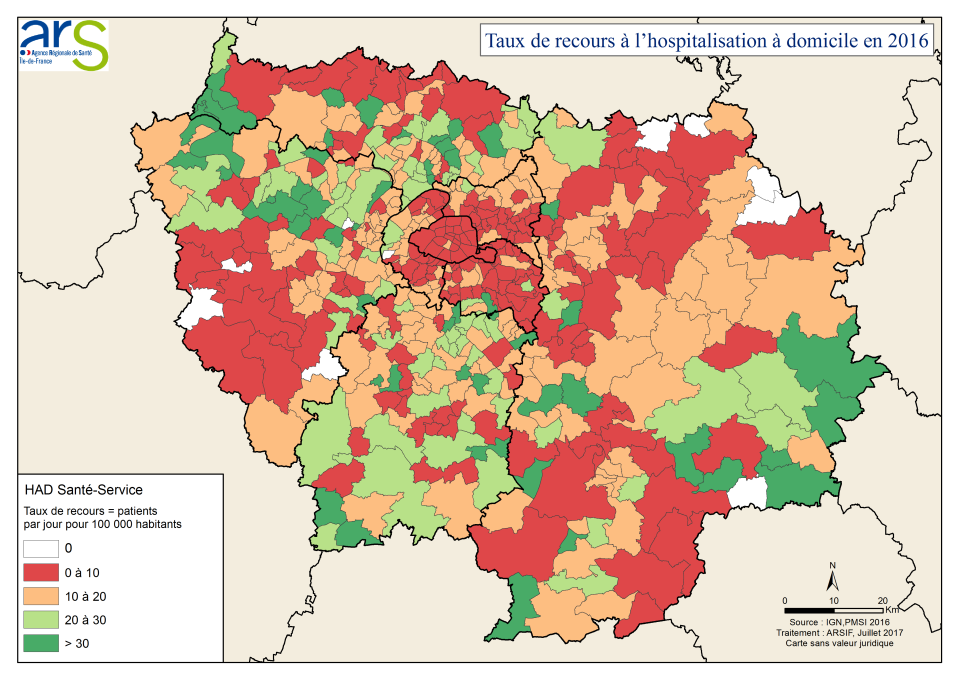 ars
Agence Régionale de Santé
Île-de-France
Taux de recours à l'hospitalisation à domicile en 2016
HAD Santé-Service
Taux de recours = patients
par jour pour 100 000 habitants
0
0 à 10
10 à 20
20 à 30
> 30
N
0 10 20
Km
Source : IGN,PMSI 2016
Traitement : ARSIF, Juillet 2017
Carte sans valeur juridique